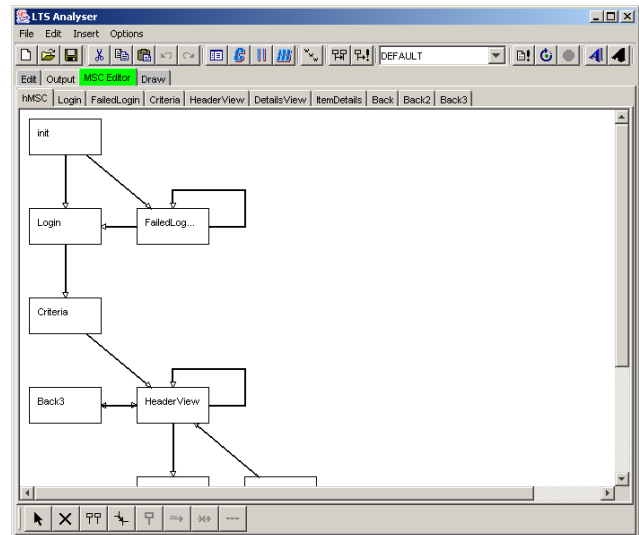 LTS Analyser
File Edit Insert Options
DEFAULT
Edit Output MSC Editor Draw
hMSC Login FailedLogin Criteria HeaderView DetailsView ItemDetails Back Back2 Back3
init
Login FailedLog...
Criteria
Back3 HeaderView